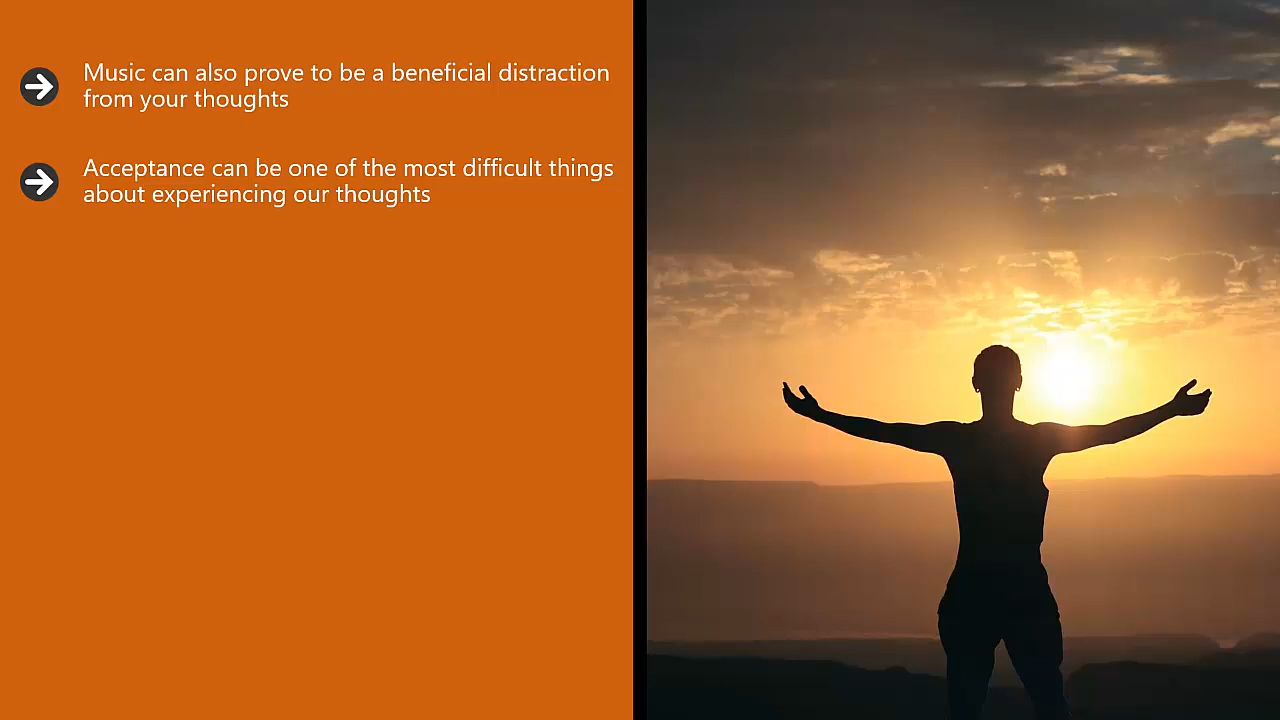 Music can also prove to be a beneficial distraction
from your thoughts
Acceptance can be one of the most difficult things
about experiencing our thoughts